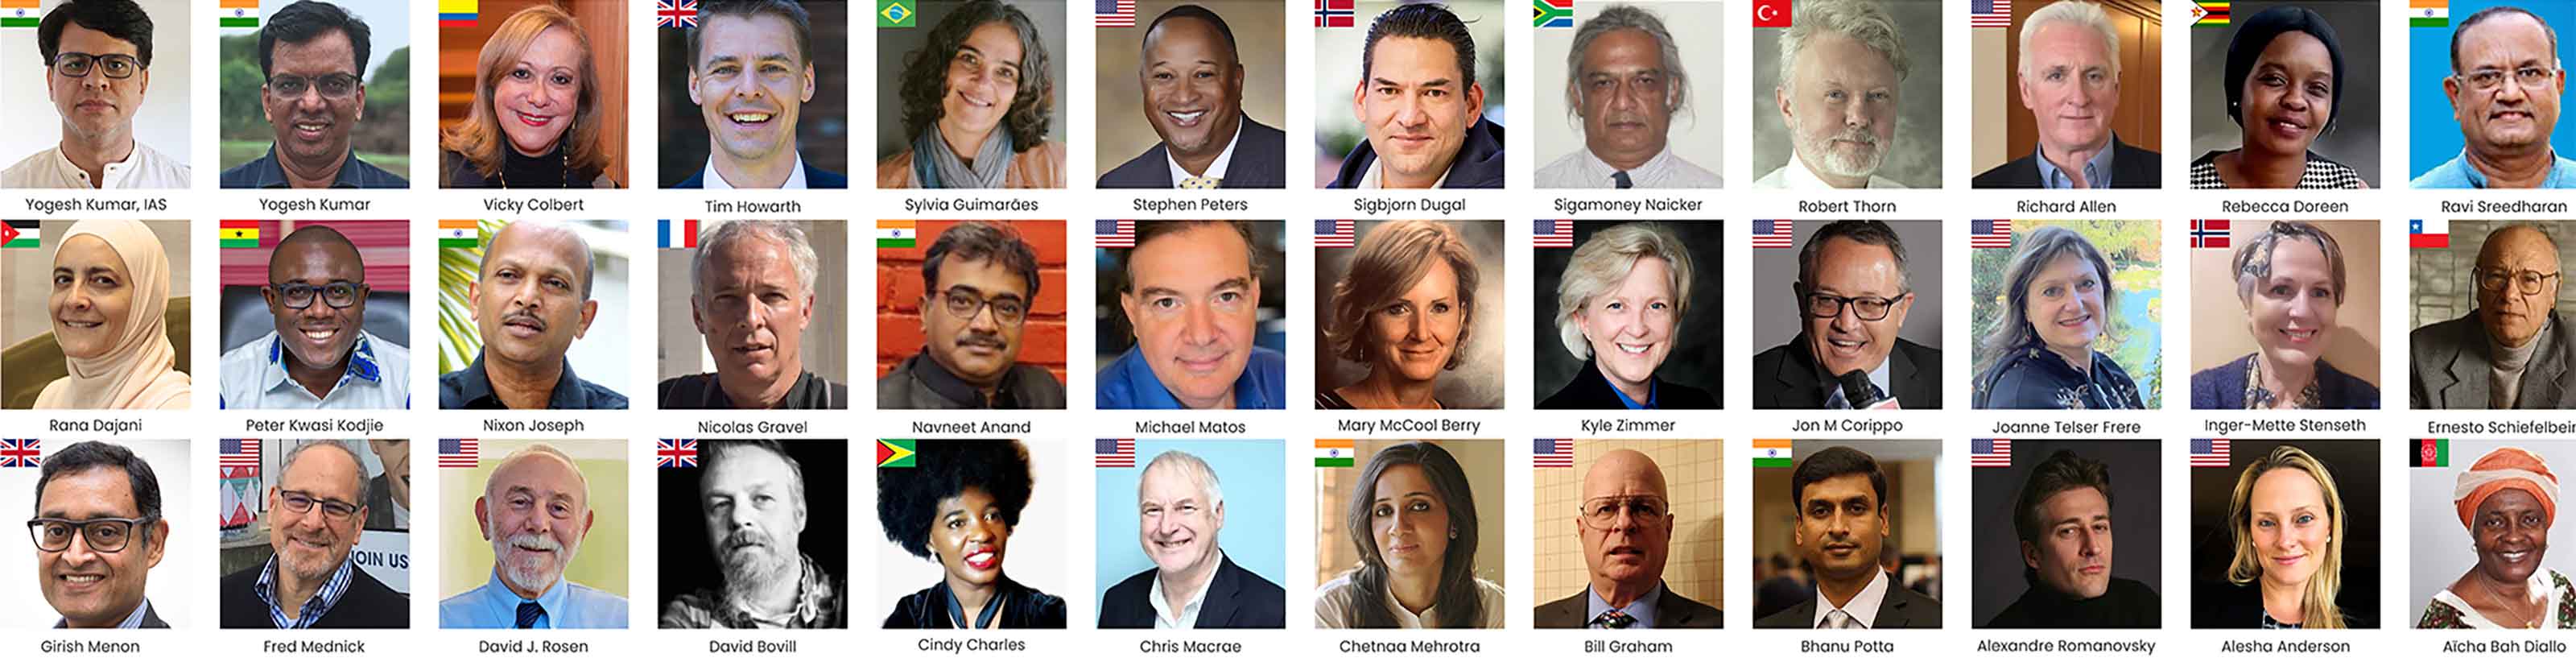 Yogesh Kumar, IAS
Yogesh Kumar
Vicky Colbert
Tim Howarth
Sylvia Guimarães
Stephen Peters
Sigbjorn Dugal
Sigamoney Naicker
Robert Thorn
Richard Allen
Rebecca Doreen
Ravi Sreedharan
Rana Dajani
Peter Kwasi Kodjie
Nixon Joseph
Nicolas Gravel
Navneet Anand
Michael Matos
Mary McCool Berry
Kyle Zimmer
Jon M Corippo
Joanne Telser Frere
Inger-Mette Stenseth
Ernesto Schiefelbein
JOIN US
Girish Menon
Fred Mednick
David J. Rosen
David Bovill
Cindy Charles
Chris Macrae
Chetnaa Mehrotra
Bill Graham
Bhanu Potta
Alexandre Romanovsky
Alesha Anderson
Aïcha Bah Diallo